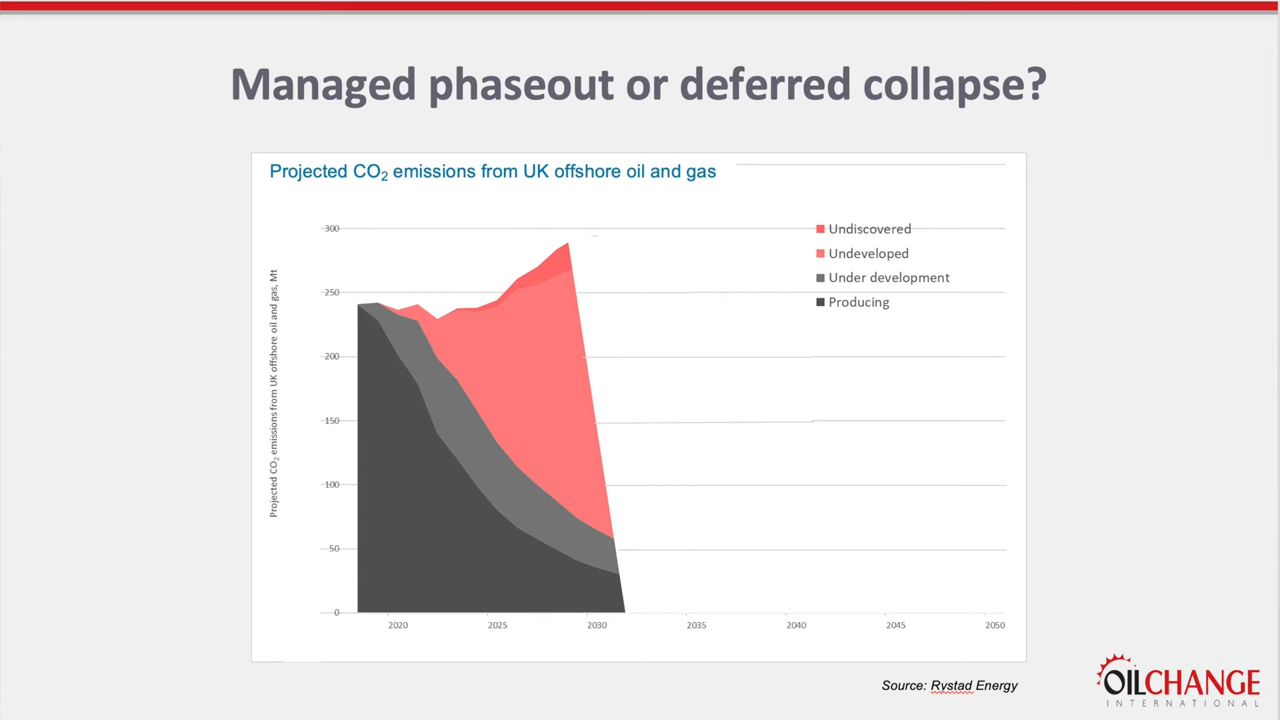 Managed phaseout or deferred collapse?
Projected CO₂ emissions from UK offshore oil and gas
Projected CO₂ emissions from UK offshore oil and gas, Mt
300
250
200
150
100
50
0
Undiscovered
Undeveloped
Under development
Producing
2020 2025 2030 2035 2040 2045 2050
Source: Rystad Energy
OILCHANGE
INTERNATIONAL